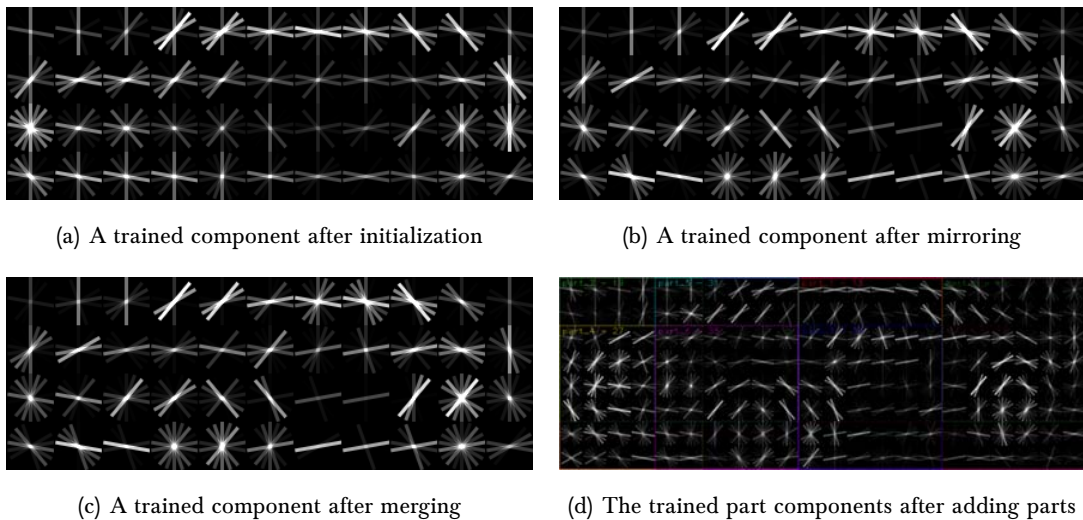 (a) A trained component after initialization
(b) A trained component after mirroring
(c) A trained component after merging
(d) The trained part components after adding parts